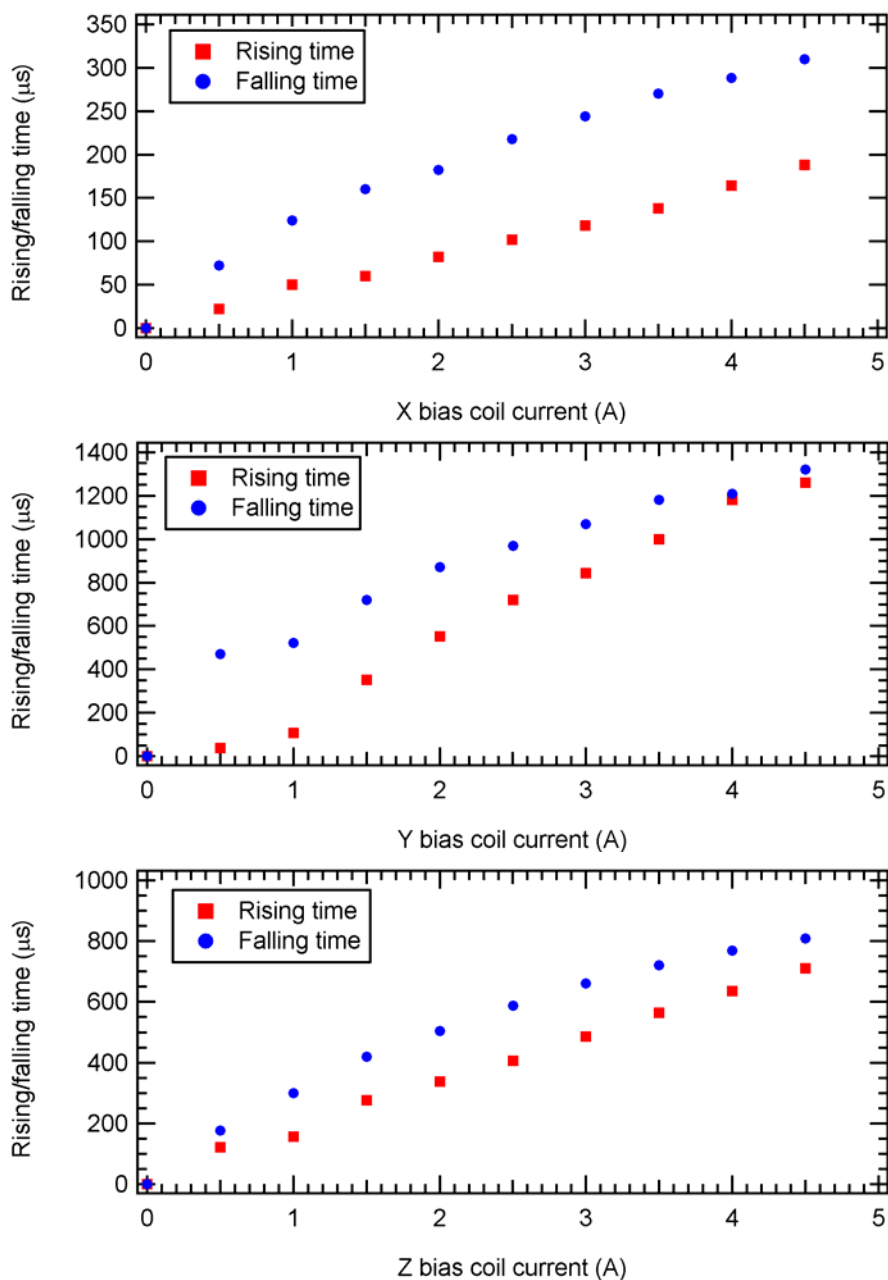 350
300
250
200
150
100
50
0
Rising/falling time (μs)
Rising time
Falling time
0 1 2 3 4 5
X bias coil current (A)
1400
1200
1000
800
600
400
200
0
Rising/falling time (μs)
Rising time
Falling time
0 1 2 3 4 5
Y bias coil current (A)
1000
800
600
400
200
0
Rising/falling time (μs)
Rising time
Falling time
0 1 2 3 4 5
Z bias coil current (A)